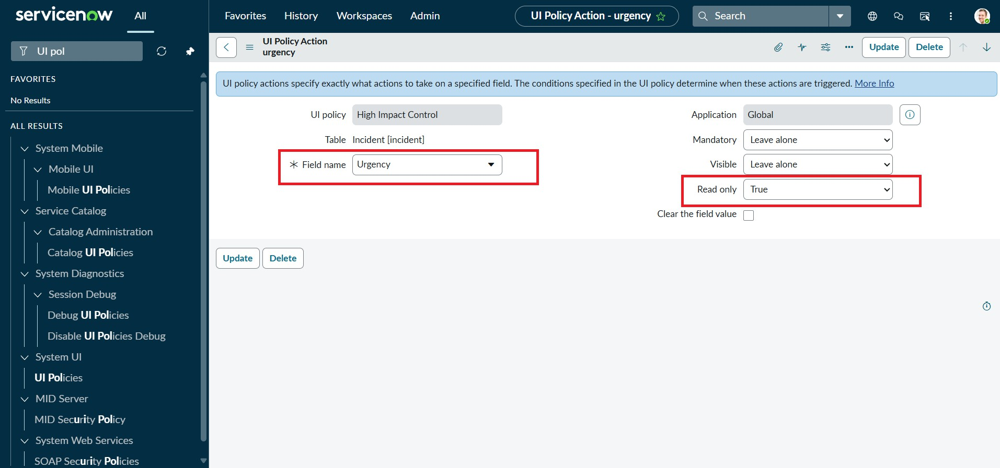 servicenow
All
Favorites
History
Workspaces
Admin
UI Policy Action - urgency
Search
UI pol
FAVORITES
No Results
ALL RESULTS
System Mobile
Mobile UI
Mobile UI Policies
Service Catalog
Catalog Administration
Catalog UI Policies
System Diagnostics
Session Debug
Debug UI Policies
Disable UI Policies Debug
System UI
UI Policies
MID Server
MID Security Policy
System Web Services
SOAP Security Policies
UI Policy Action
urgency
Update
Delete
UI policy actions specify exactly what actions to take on a specified field. The conditions specified in the UI policy determine when these actions are triggered. More Info
UI policy High Impact Control
Table Incident [incident]
Field name Urgency
Application Global
Mandatory Leave alone
Visible Leave alone
Read only True
Clear the field value
Update
Delete